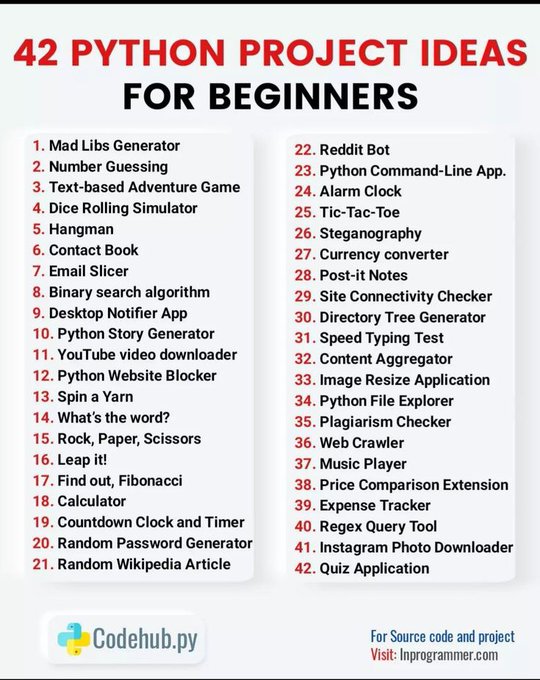 42 PYTHON PROJECT IDEAS
FOR BEGINNERS
1. Mad Libs Generator
2. Number Guessing
3. Text-based Adventure Game
4. Dice Rolling Simulator
5. Hangman
6. Contact Book
7. Email Slicer
8. Binary search algorithm
9. Desktop Notifier App
10. Python Story Generator
11. YouTube video downloader
12. Python Website Blocker
13. Spin a Yarn
14. What's the word?
15. Rock, Paper, Scissors
16. Leap it!
17. Find out, Fibonacci
18. Calculator
19. Countdown Clock and Timer
20. Random Password Generator
21. Random Wikipedia Article
22. Reddit Bot
23. Python Command-Line App.
24. Alarm Clock
25. Tic-Tac-Toe
26. Steganography
27. Currency converter
28. Post-it Notes
29. Site Connectivity Checker
30. Directory Tree Generator
31. Speed Typing Test
32. Content Aggregator
33. Image Resize Application
34. Python File Explorer
35. Plagiarism Checker
36. Web Crawler
37. Music Player
38. Price Comparison Extension
39. Expense Tracker
40. Regex Query Tool
41. Instagram Photo Downloader
42. Quiz Application
Codehub.py
For Source code and project
Visit: Inprogrammer.com